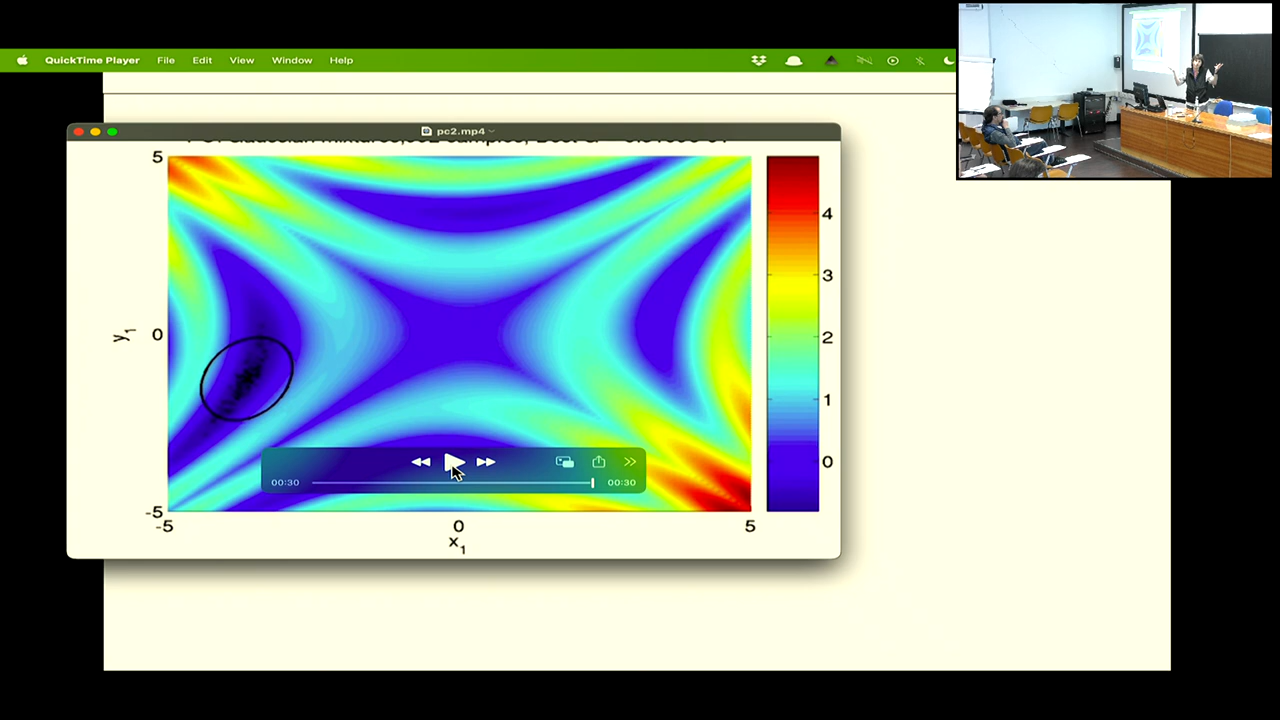 QuickTime Player File Edit View Window Help
pc2.mp4
5
0
-5
y1
-5 0 5
x1
4
3
2
1
0
00:30 00:30